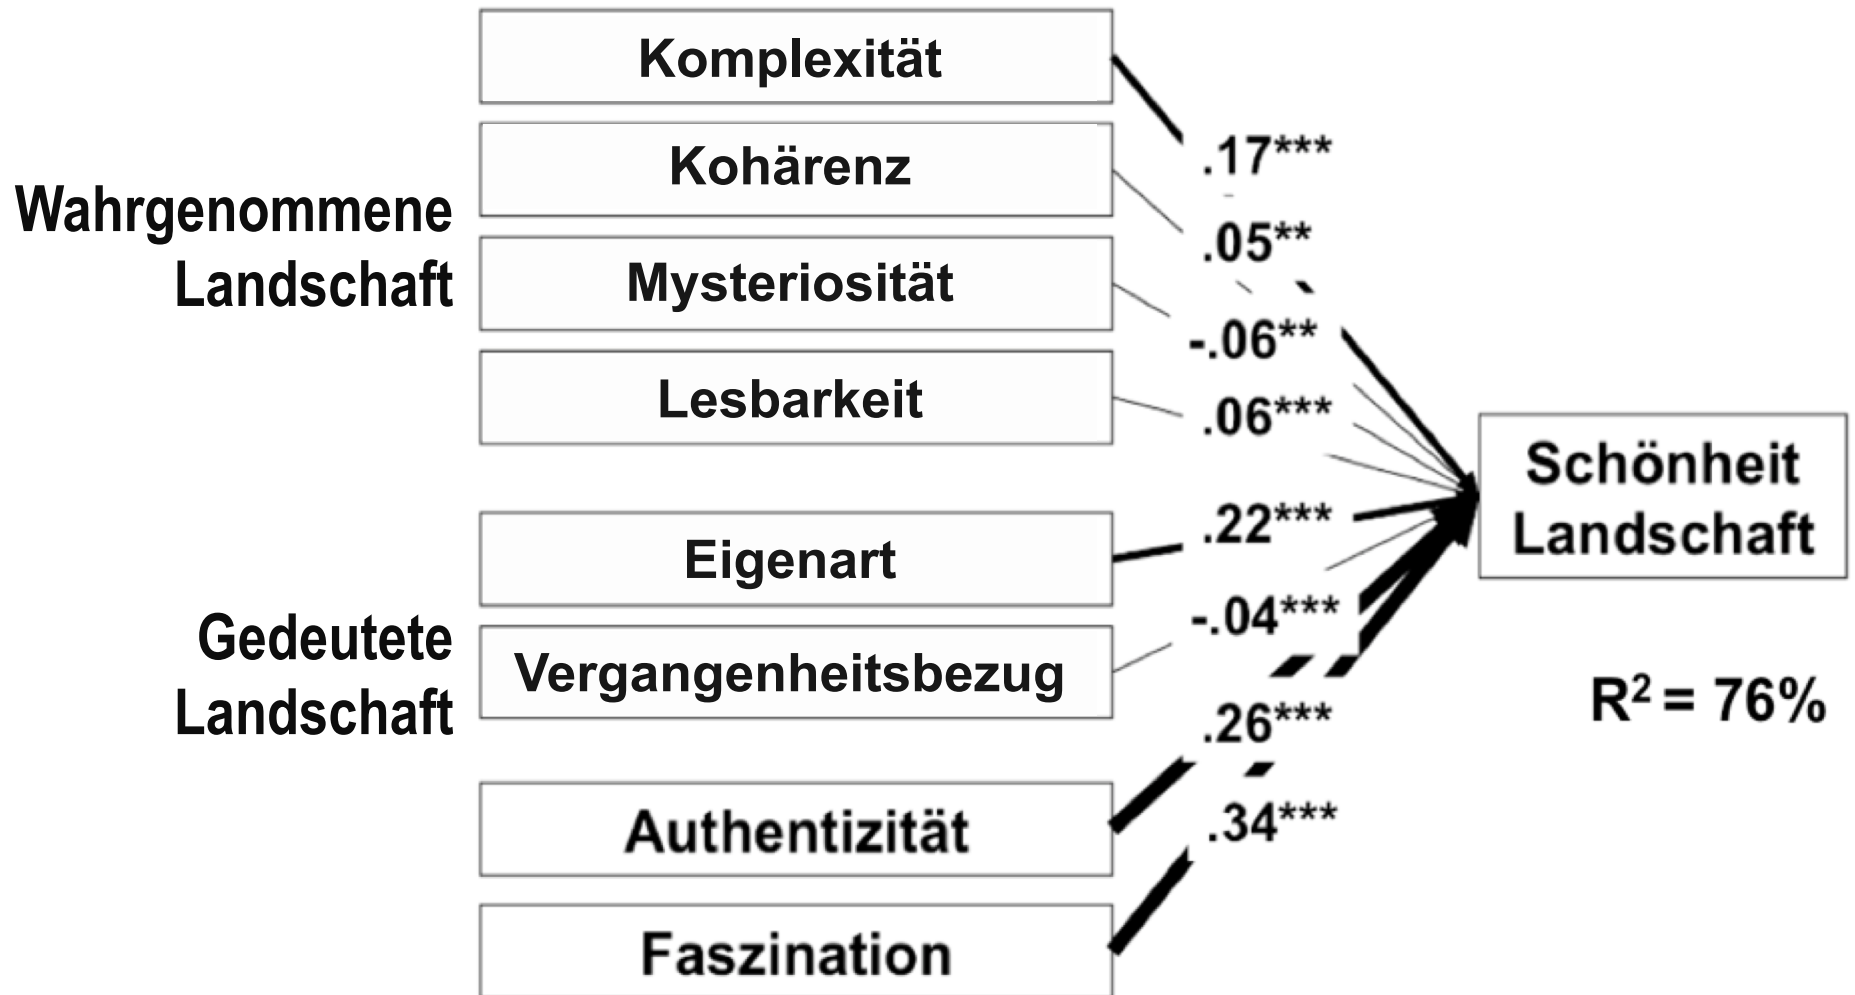 Komplexität
.17***
Kohärenz
.05**
Wahrgenommene
Landschaft
Mysteriosität
-.06**
Lesbarkeit
.06***
Schönheit
Landschaft
Eigenart
.22***
Gedeutete
Landschaft
Vergangenheitsbezug
-.04***
R² = 76%
Authentizität
.26***
Faszination
.34***